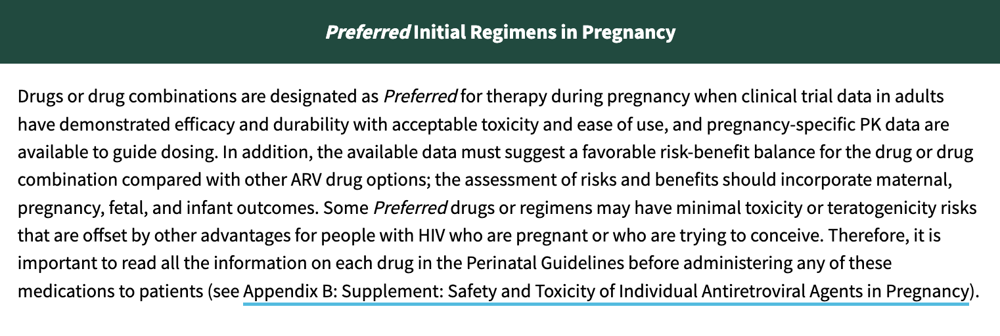 Preferred Initial Regimens in Pregnancy
Drugs or drug combinations are designated as Preferred for therapy during pregnancy when clinical trial data in adults
have demonstrated efficacy and durability with acceptable toxicity and ease of use, and pregnancy-specific PK data are
available to guide dosing. In addition, the available data must suggest a favorable risk-benefit balance for the drug or drug
combination compared with other ARV drug options; the assessment of risks and benefits should incorporate maternal,
pregnancy, fetal, and infant outcomes. Some Preferred drugs or regimens may have minimal toxicity or teratogenicity risks
that are offset by other advantages for people with HIV who are pregnant or who are trying to conceive. Therefore, it is
important to read all the information on each drug in the Perinatal Guidelines before administering any of these
medications to patients (see Appendix B: Supplement: Safety and Toxicity of Individual Antiretroviral Agents in Pregnancy).